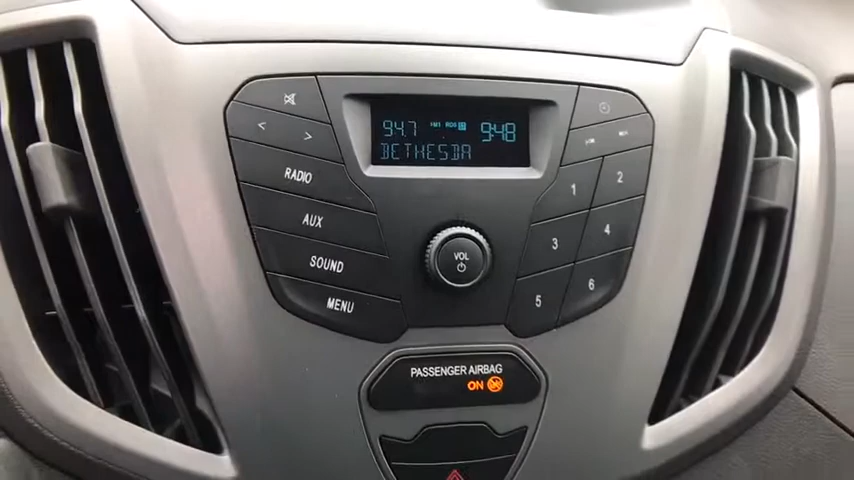 94.7 FM1 RDS 9:48
BETHESDA
RADIO
AUX
SOUND
MENU
VOL
1 2
3 4
5 6
PASSENGER AIRBAG
ON